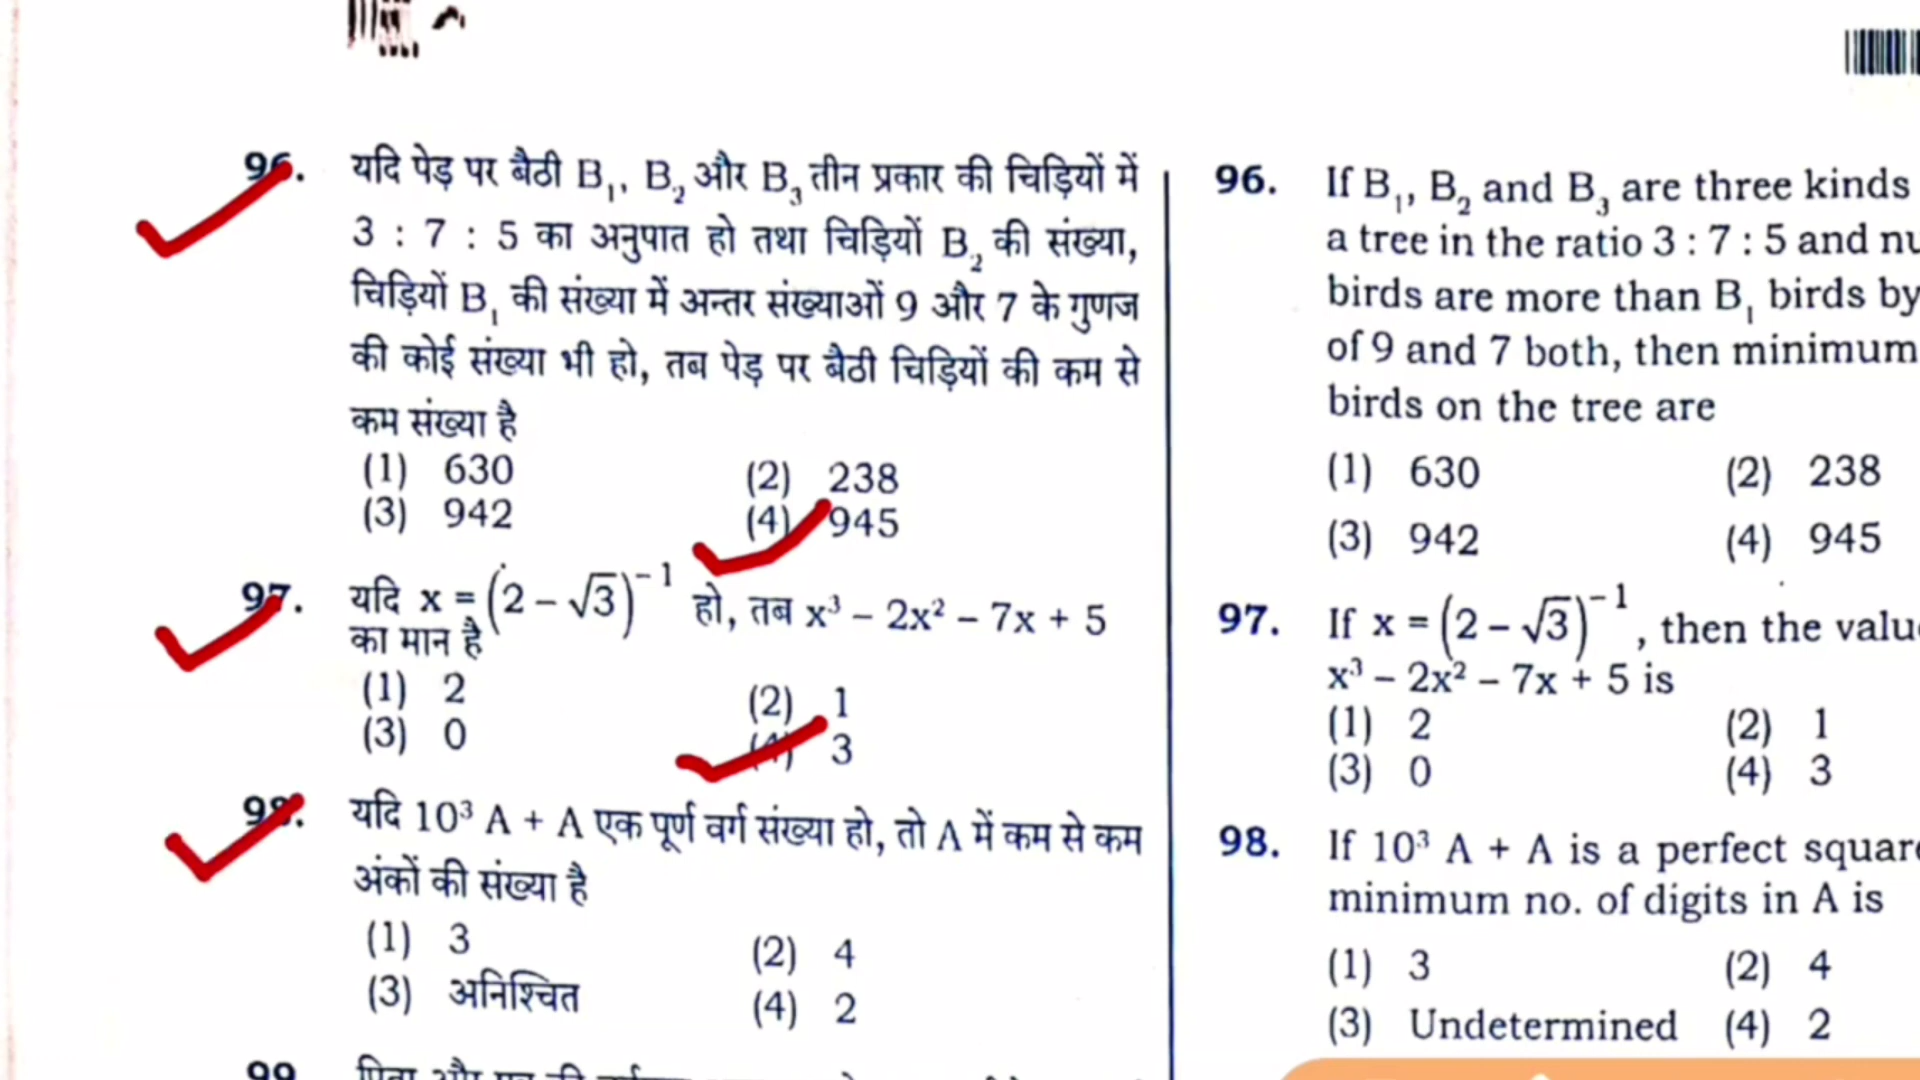 96. यदि पेड़ पर बैठी B₁, B₂ और B₃ तीन प्रकार की चिड़ियों में
3 : 7 : 5 का अनुपात हो तथा चिड़ियों B₂ की संख्या,
चिड़ियों B₁ की संख्या में अन्तर संख्याओं 9 और 7 के गुणज
की कोई संख्या भी हो, तब पेड़ पर बैठी चिड़ियों की कम से
कम संख्या है
(1) 630 (2) 238
(3) 942 (4) 945
97. यदि x = (2 – √3)⁻¹ हो, तब x³ – 2x² – 7x + 5
का मान है
(1) 2 (2) 1
(3) 0 (4) 3
98. यदि 10³ A + A एक पूर्ण वर्ग संख्या हो, तो A में कम से कम
अंकों की संख्या है
(1) 3 (2) 4
(3) अनिश्चित (4) 2
99.
96. If B₁, B₂ and B₃ are three kinds
a tree in the ratio 3 : 7 : 5 and
birds are more than B₁ birds by
of 9 and 7 both, then minimum
birds on the tree are
(1) 630 (2) 238
(3) 942 (4) 945
97. If x = (2 – √3)⁻¹, then the
x³ – 2x² – 7x + 5 is
(1) 2 (2) 1
(3) 0 (4) 3
98. If 10³ A + A is a perfect
minimum no. of digits in A is
(1) 3 (2) 4
(3) Undetermined (4) 2